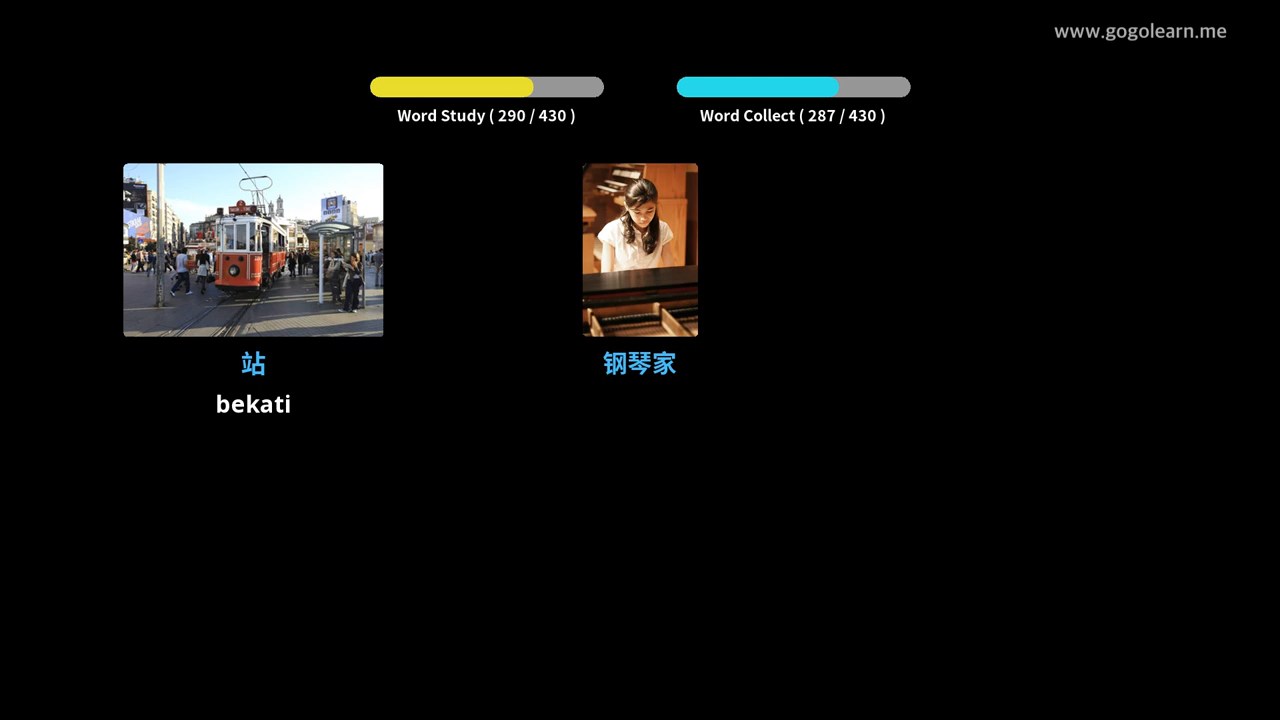 www.gogolearn.me
Word Study ( 290 / 430 )
Word Collect ( 287 / 430 )
站
钢琴家
bekati